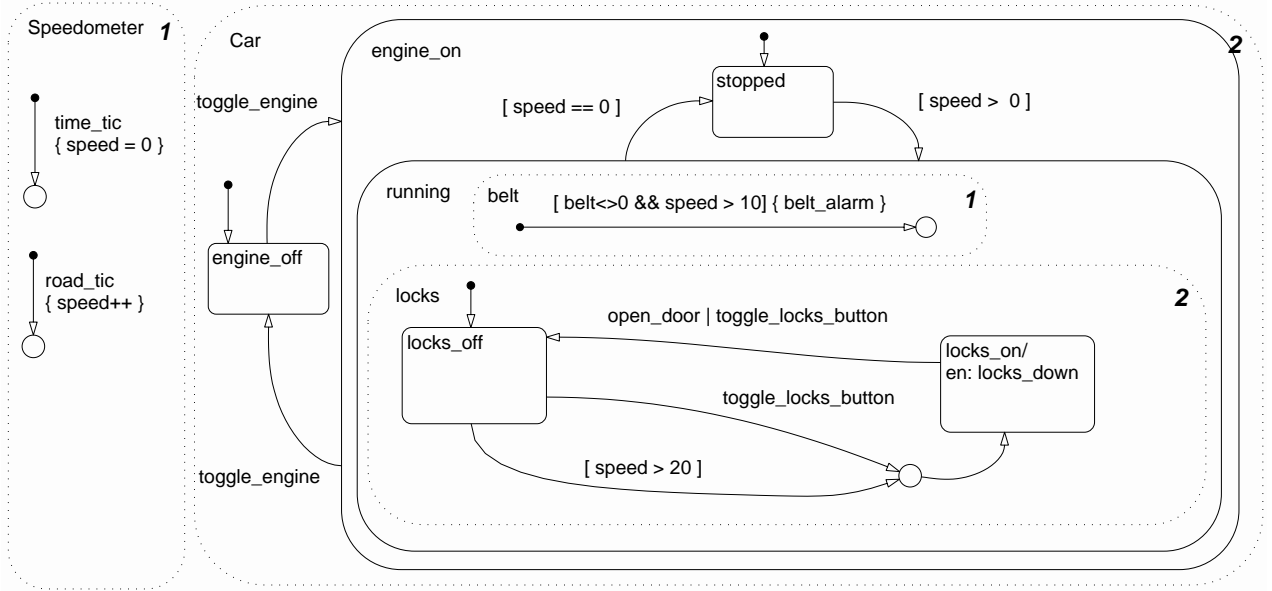 Speedometer 1
time_tic
{ speed = 0 }
road_tic
{ speed++ }
Car
2
toggle_engine
engine_off
toggle_engine
engine_on
stopped
[ speed == 0 ]
[ speed >  0 ]
running
belt
1
[ belt<>0 && speed > 10] { belt_alarm }
locks
2
open_door | toggle_locks_button
locks_off
locks_on/
en: locks_down
toggle_locks_button
[ speed > 20 ]